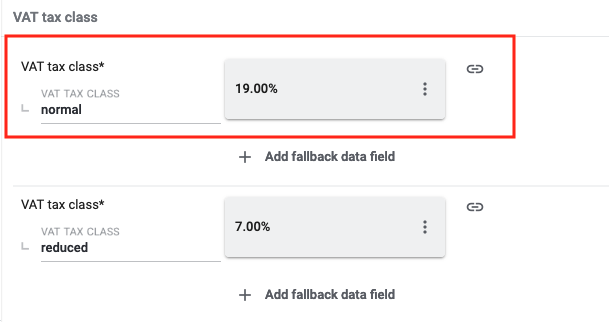 VAT tax class
VAT tax class*
VAT TAX CLASS
normal
19.00%
+ Add fallback data field
VAT tax class*
VAT TAX CLASS
reduced
7.00%
+ Add fallback data field